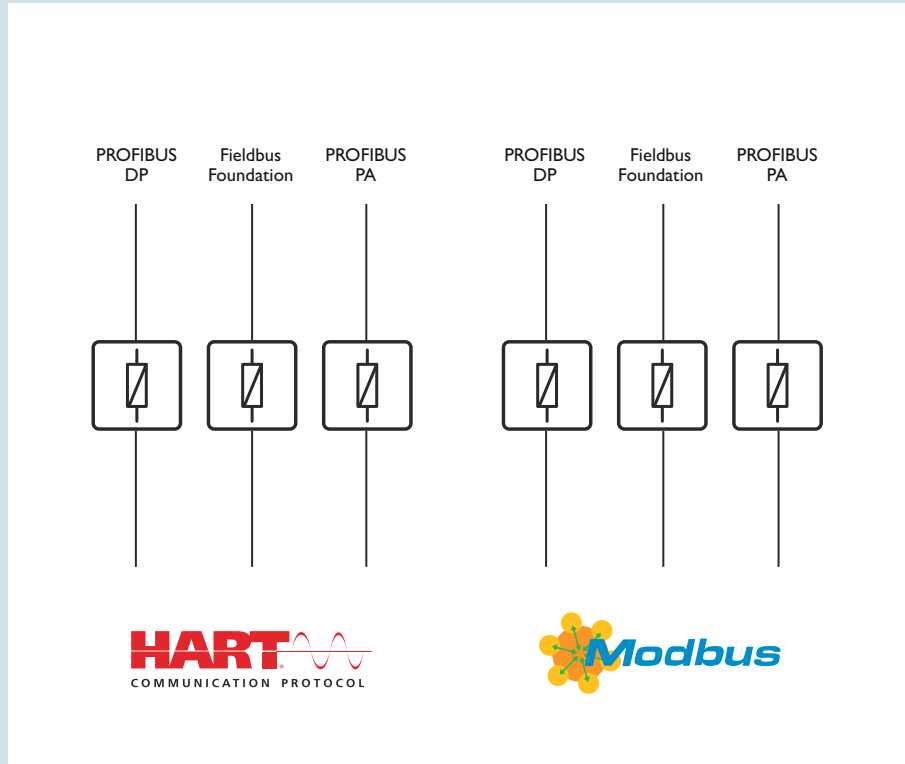 PROFIBUS
DP
Fieldbus
Foundation
PROFIBUS
PA
PROFIBUS
DP
Fieldbus
Foundation
PROFIBUS
PA
HART®
COMMUNICATION PROTOCOL
Modbus